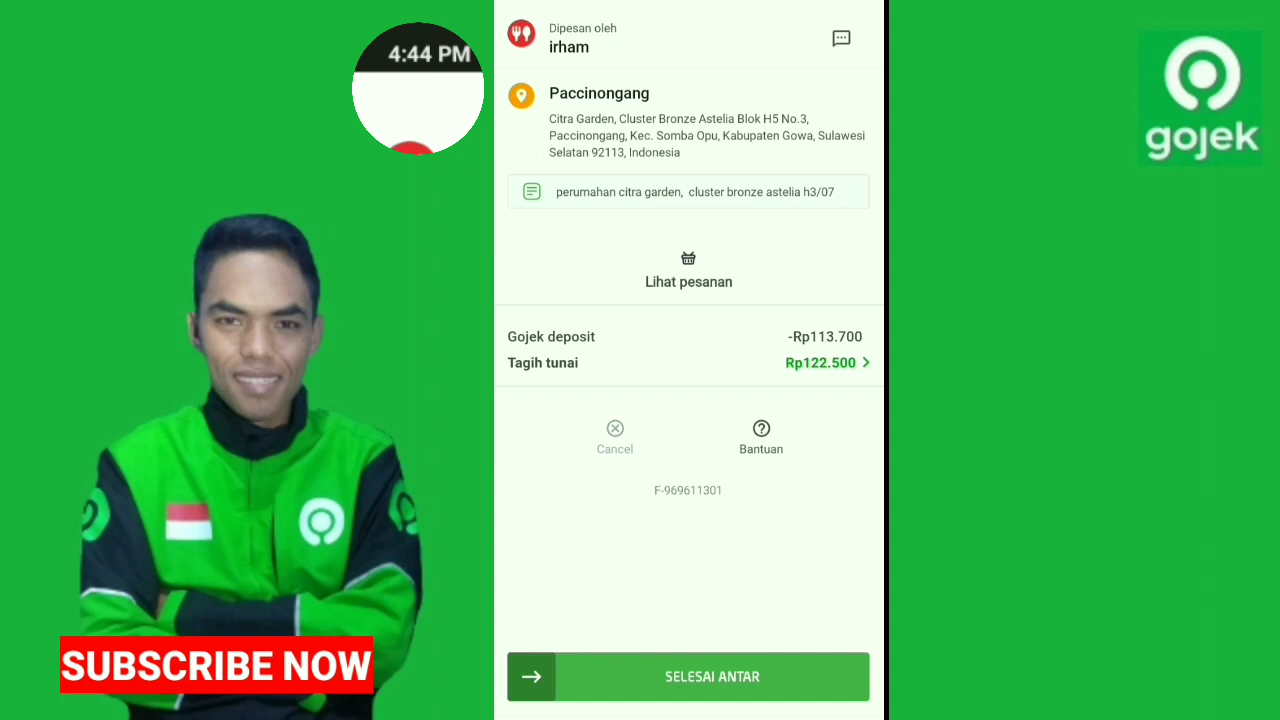 4:44 PM
Dipesan oleh
irham
Paccinongang
Citra Garden, Cluster Bronze Astelia Blok H5 No.3,
Paccinongang, Kec. Somba Opu, Kabupaten Gowa, Sulawesi
Selatan 92113, Indonesia
perumahan citra garden, cluster bronze astelia h3/07
Lihat pesanan
Gojek deposit -Rp113.700
Tagih tunai Rp122.500
Cancel Bantuan
F-969611301
SELESAI ANTAR
gojek
SUBSCRIBE NOW